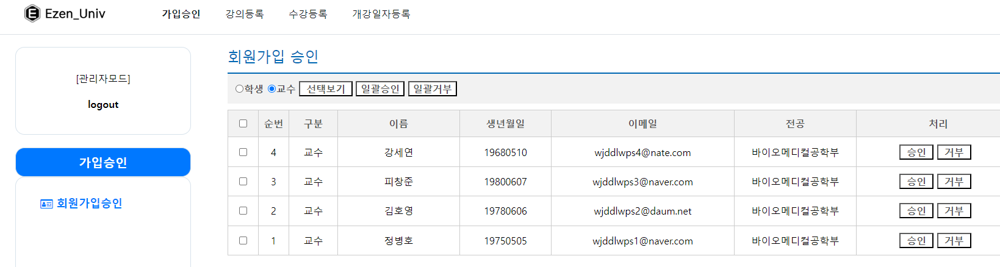 Ezen_Univ 가입승인 강의등록 수강등록 개강일자등록
[관리자모드]
logout
가입승인
회원가입승인
회원가입 승인
학생 교수 선택보기 일괄승인 일괄거부
순번 구분 이름 생년월일 이메일 전공 처리
4 교수 강세연 19680510 wjddlwps4@nate.com 바이오메디컬공학부 승인 거부
3 교수 피창준 19800607 wjddlwps3@naver.com 바이오메디컬공학부 승인 거부
2 교수 김호영 19780606 wjddlwps2@daum.net 바이오메디컬공학부 승인 거부
1 교수 정병호 19750505 wjddlwps1@naver.com 바이오메디컬공학부 승인 거부